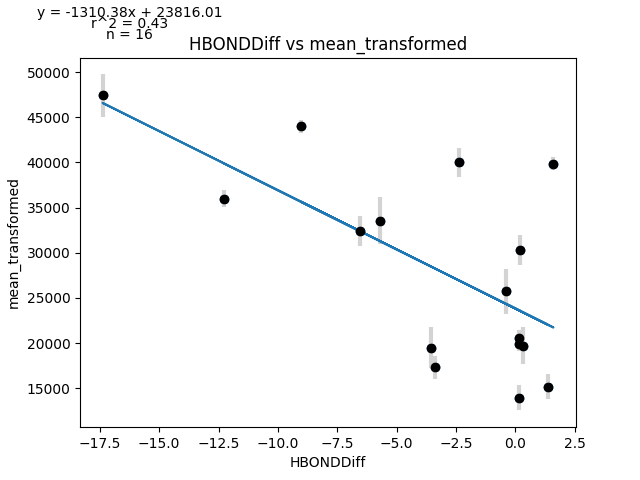 y = -1310.38x + 23816.01
r^2 = 0.43
n = 16
HBONDDiff vs mean_transformed
50000
45000
40000
35000
30000
25000
20000
15000
mean_transformed
−17.5 −15.0 −12.5 −10.0 −7.5 −5.0 −2.5 0.0 2.5
HBONDDiff